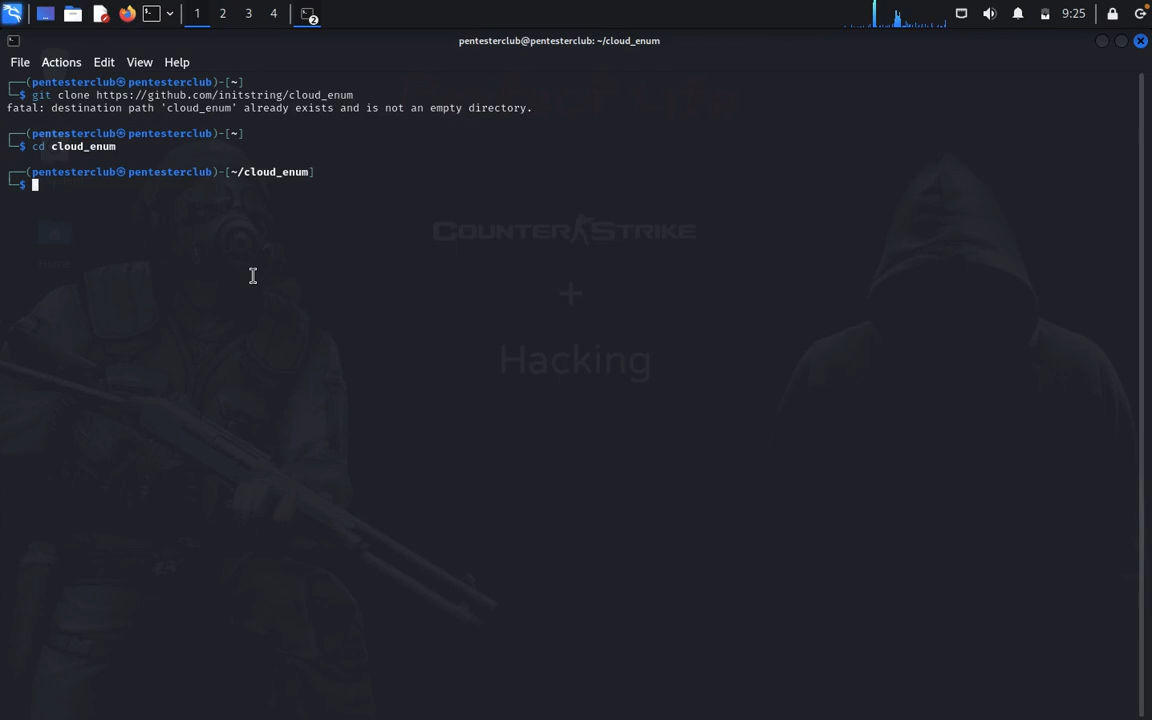 1 2 3 4 2 9:25
pentesterclub@pentesterclub: ~/cloud_enum
File Actions Edit View Help
┌──(pentesterclub㉿pentesterclub)-[~]
└─$ git clone https://github.com/initstring/cloud_enum
fatal: destination path 'cloud_enum' already exists and is not an empty directory.
┌──(pentesterclub㉿pentesterclub)-[~]
└─$ cd cloud_enum
┌──(pentesterclub㉿pentesterclub)-[~/cloud_enum]
└─$
COUNTER STRIKE
+
Hacking
Home